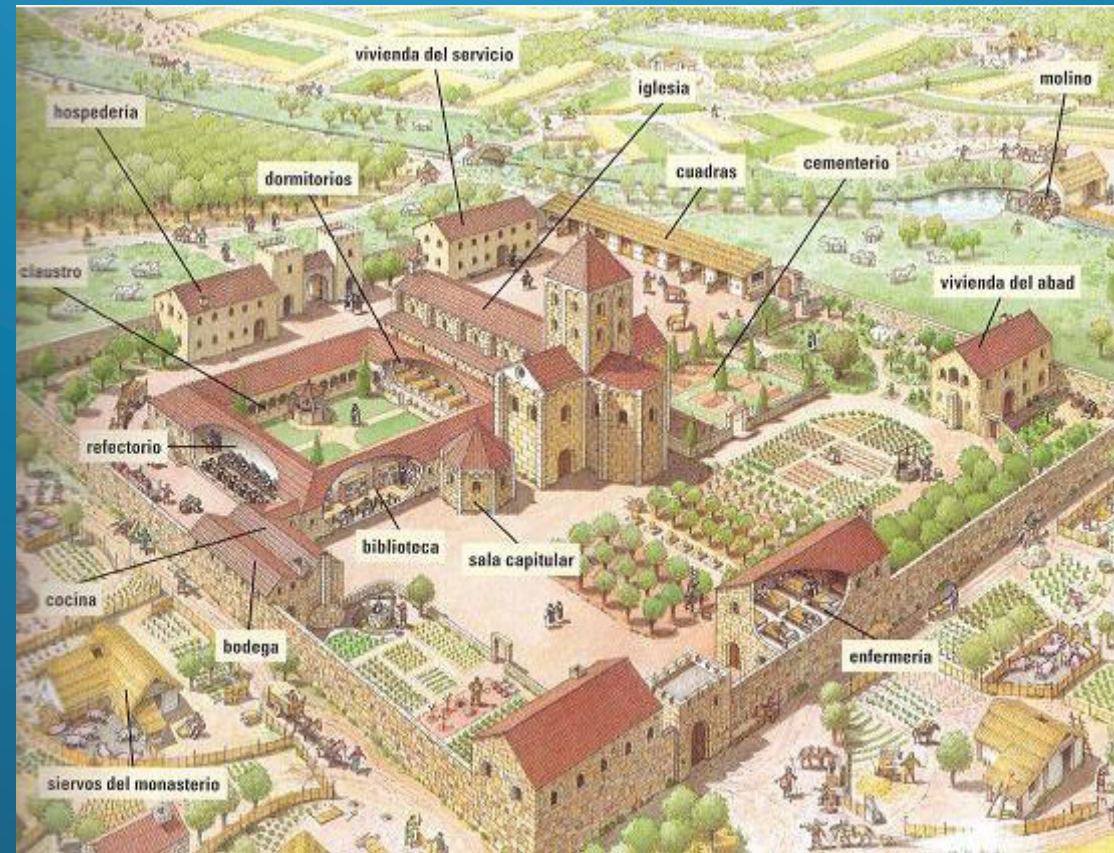 vivienda del servicio
iglesia
molino
hospedería
dormitorios
cuadras
cementerio
claustro
vivienda del abad
refectorio
biblioteca
sala capitular
cocina
bodega
enfermería
siervos del monasterio